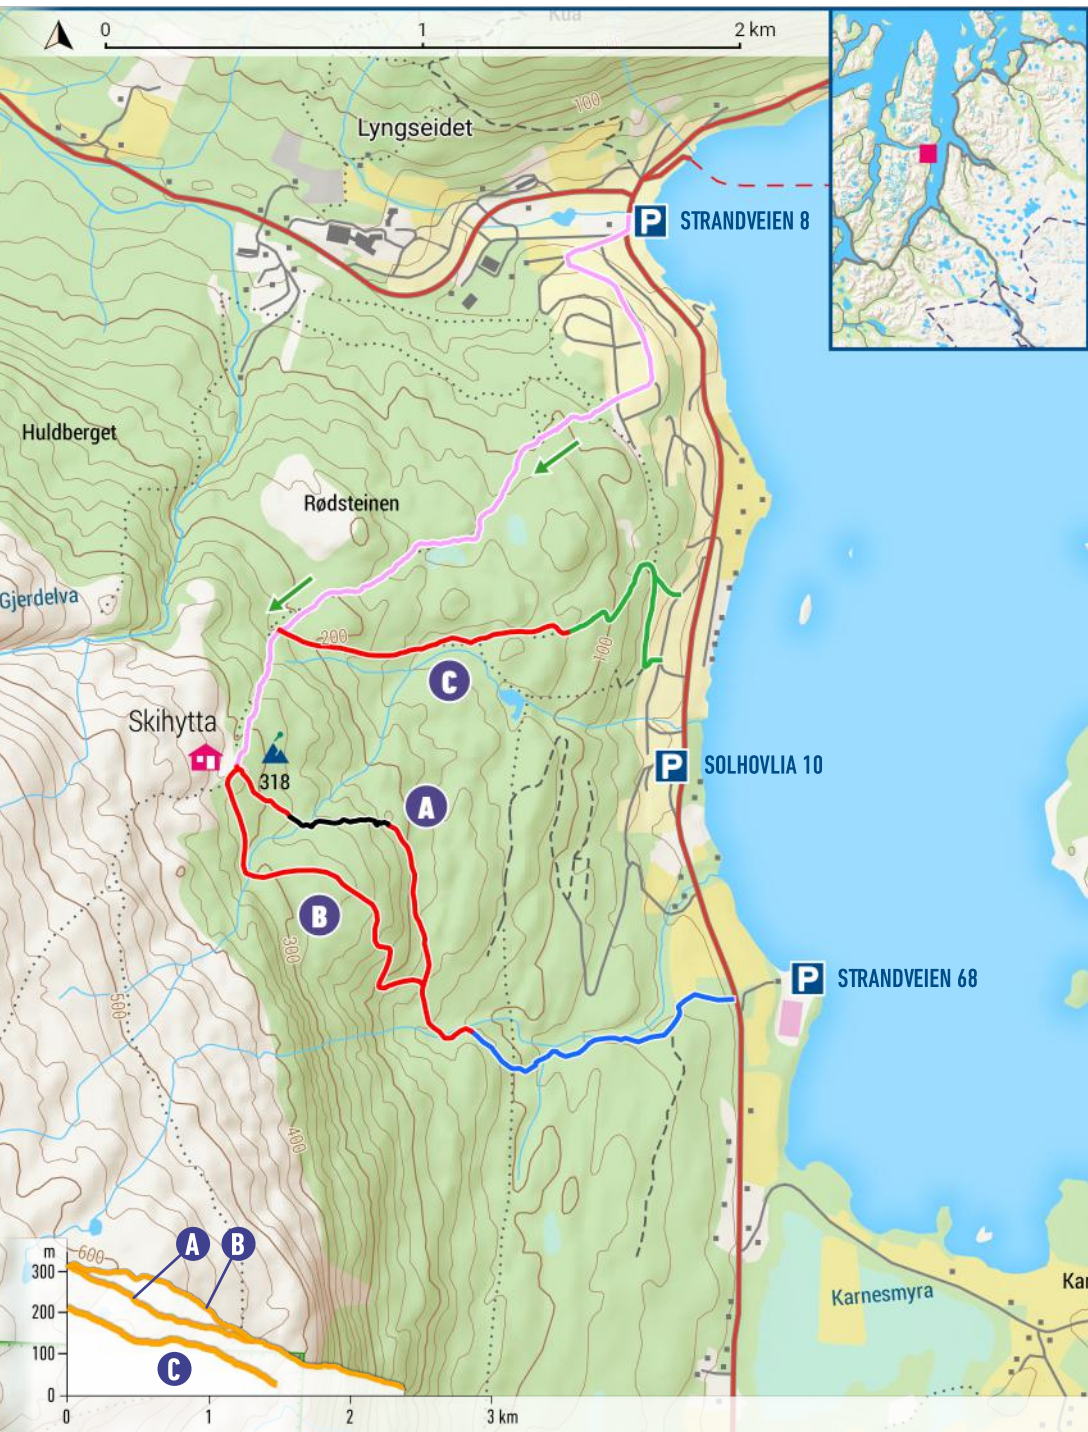 Kua
0 1 2 km
100
Lyngseidet
P STRANDVEIEN 8
Huldberget
Rødsteinen
Gjerdelva
200
100
C
Skihytta
318
P SOLHOVLIA 10
A
B
300
P STRANDVEIEN 68
500
400
A B
m
600
300
200
100
0
C
Karnesmyra
Kar
0 1 2 3 km